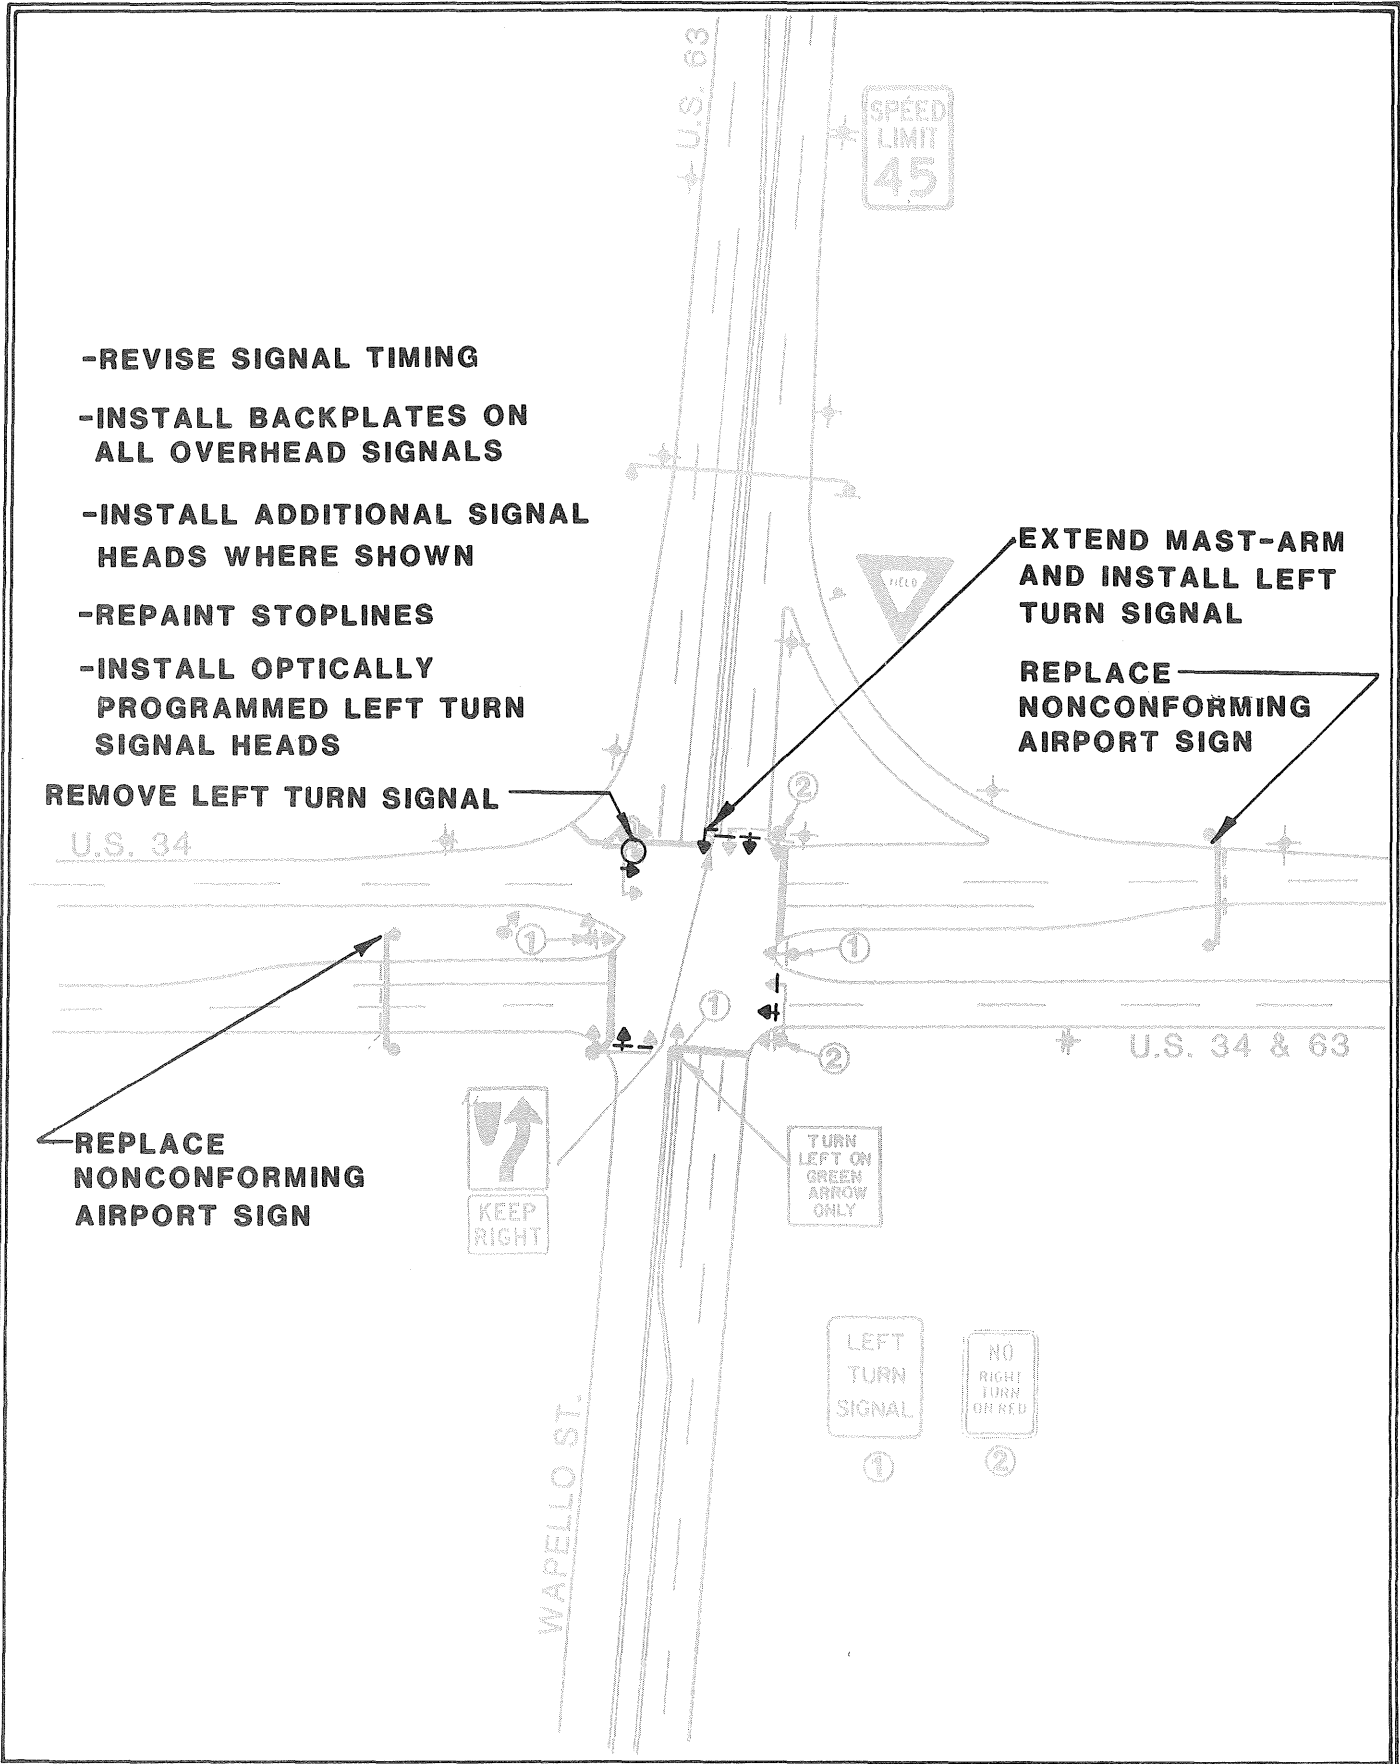 U.S. 63
SPEED
LIMIT
45
-REVISE SIGNAL TIMING
-INSTALL BACKPLATES ON
ALL OVERHEAD SIGNALS
-INSTALL ADDITIONAL SIGNAL
HEADS WHERE SHOWN
-REPAINT STOPLINES
-INSTALL OPTICALLY
PROGRAMMED LEFT TURN
SIGNAL HEADS
REMOVE LEFT TURN SIGNAL
EXTEND MAST-ARM
AND INSTALL LEFT
TURN SIGNAL
YIELD
REPLACE
NONCONFORMING
AIRPORT SIGN
U.S. 34
2
1
1
1
2
U.S. 34 & 63
REPLACE
NONCONFORMING
AIRPORT SIGN
KEEP
RIGHT
TURN
LEFT ON
GREEN
ARROW
ONLY
LEFT
TURN
SIGNAL
1
NO
RIGHT
TURN
ON RED
2
WAPELLO ST.